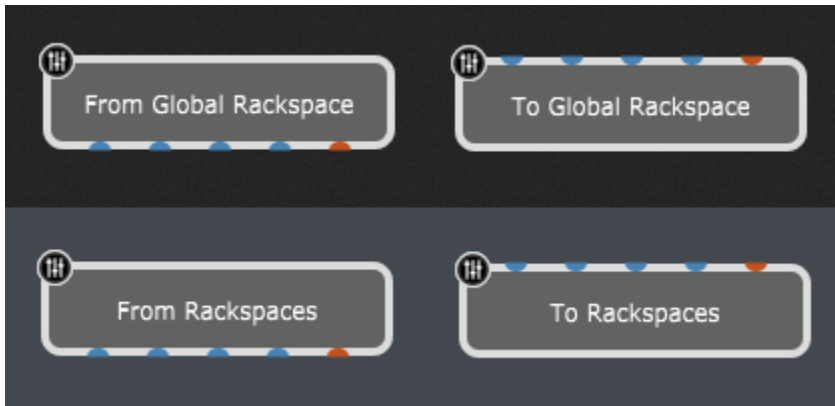 From Global Rackspace
To Global Rackspace
From Rackspaces
To Rackspaces